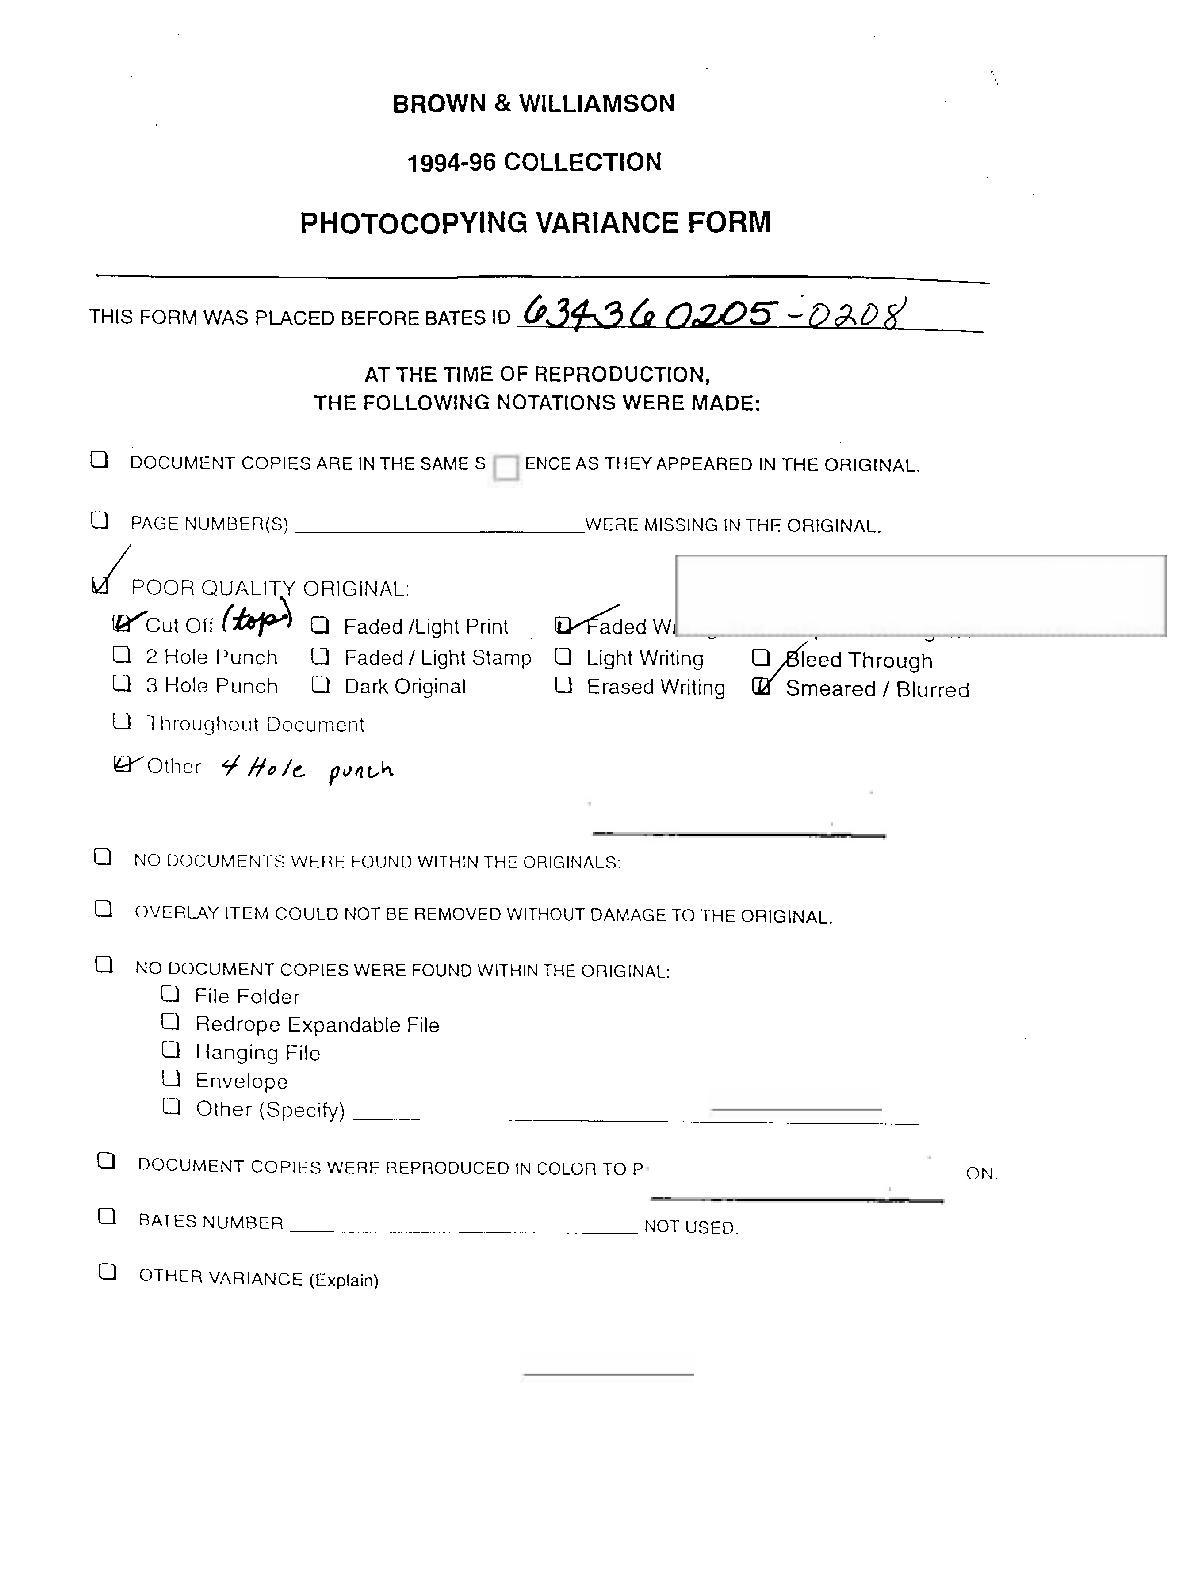 BROWN & WILLIAMSON
1994-96 COLLECTION
PHOTOCOPYING VARIANCE FORM
THIS FORM WAS PLACED BEFORE BATES ID 634360205-0208
AT THE TIME OF REPRODUCTION,
THE FOLLOWING NOTATIONS WERE MADE:
DOCUMENT COPIES ARE IN THE SAME S ENCE AS THEY APPEARED IN THE ORIGINAL.
PAGE NUMBER(S) WERE MISSING IN THE ORIGINAL.
POOR QUALITY ORIGINAL:
Cut Off (top) Faded /Light Print Faded
2 Hole Punch Faded / Light Stamp Light Writing Bleed Through
3 Hole Punch Dark Original Erased Writing Smeared / Blurred
Throughout Document
Other 4 Hole punch
NO DOCUMENTS WERE FOUND WITHIN THE ORIGINALS:
OVERLAY ITEM COULD NOT BE REMOVED WITHOUT DAMAGE TO THE ORIGINAL.
NO DOCUMENT COPIES WERE FOUND WITHIN THE ORIGINAL:
File Folder
Redrope Expandable File
Hanging File
Envelope
Other (Specify)
DOCUMENT COPIES WERE REPRODUCED IN COLOR TO P ON.
BATES NUMBER NOT USED.
OTHER VARIANCE (Explain)